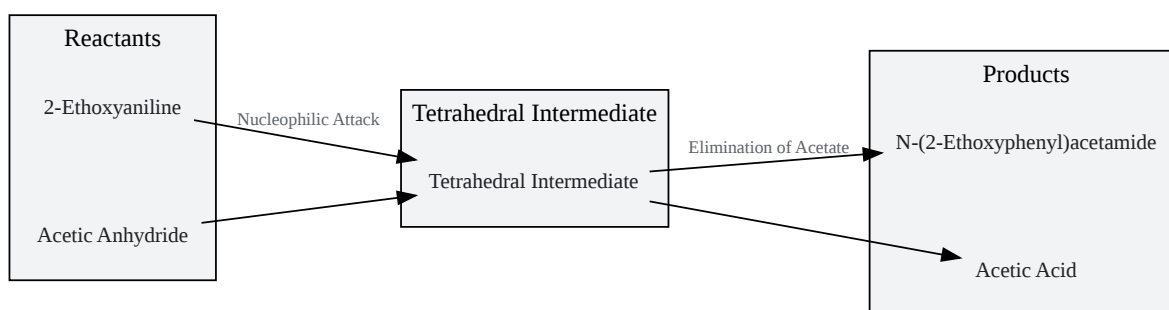 Reactants
2-Ethoxyaniline
Acetic Anhydride
Nucleophilic Attack
Tetrahedral Intermediate
Tetrahedral Intermediate
Elimination of Acetate
Products
N-(2-Ethoxyphenyl)acetamide
Acetic Acid